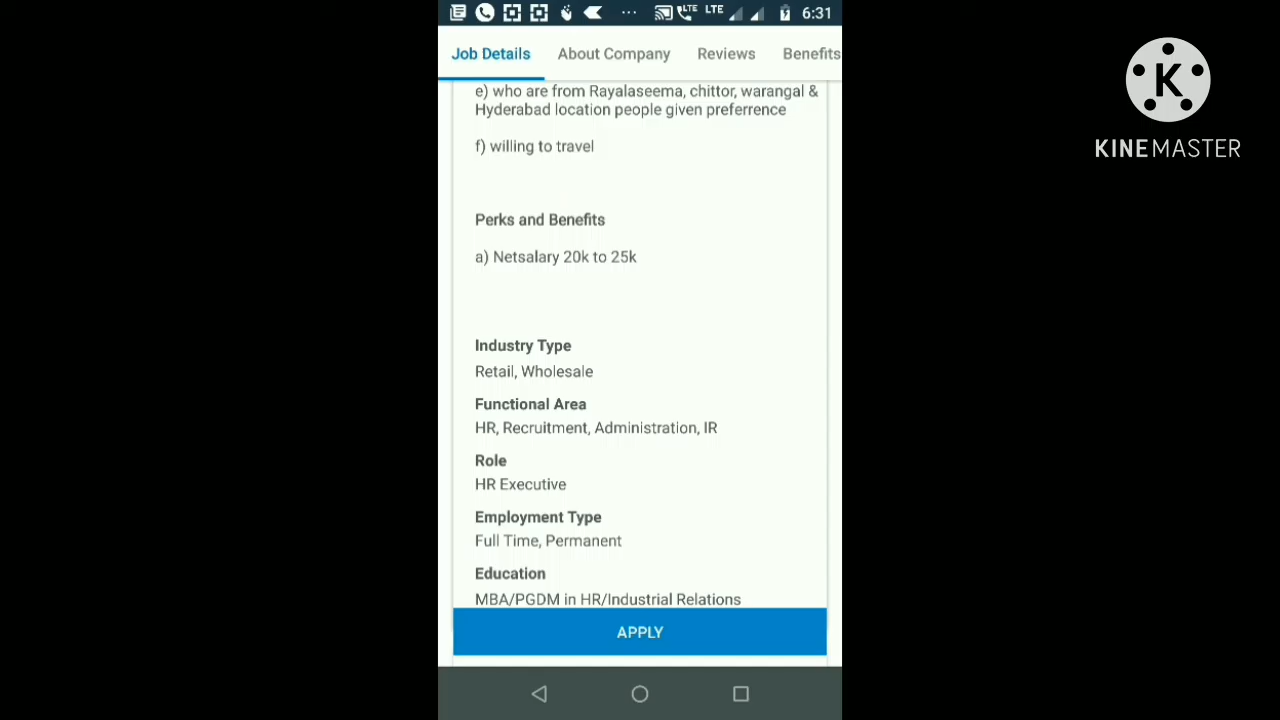 LTE LTE 6:31
Job Details About Company Reviews Benefits
e) who are from Rayalaseema, chittor, warangal &
Hyderabad location people given preferrence
f) willing to travel
Perks and Benefits
a) Netsalary 20k to 25k
Industry Type
Retail, Wholesale
Functional Area
HR, Recruitment, Administration, IR
Role
HR Executive
Employment Type
Full Time, Permanent
Education
MBA/PGDM in HR/Industrial Relations
APPLY
K
KINEMASTER